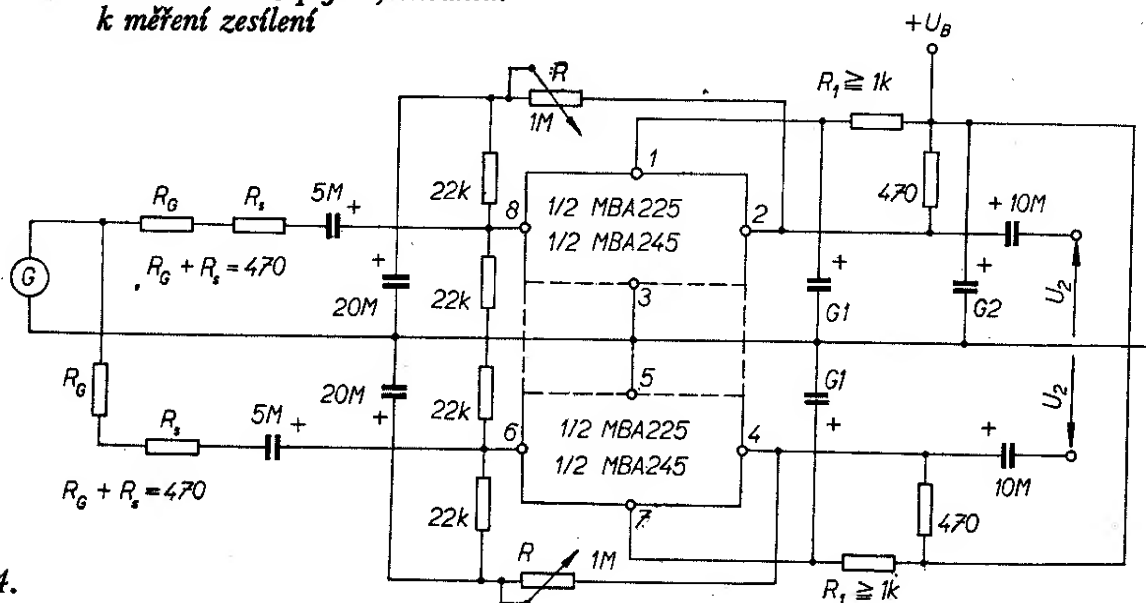 k měření zesílení
+U_B
R
1M
R₁ ≧ 1k
1
22k
470
R_G
R_s
5M
+
8
1/2 MBA225
1/2 MBA245
2
+ 10M
G
R_G + R_s = 470
+
20M
22k
3
+
G1
+
G2
U₂
R_G
20M
+
22k
5
G1
+
U₂
R_s
5M
+
6
1/2 MBA225
1/2 MBA245
4
+
10M
R_G + R_s = 470
22k
7
470
R
1M
R₁ ≧ 1k
4.